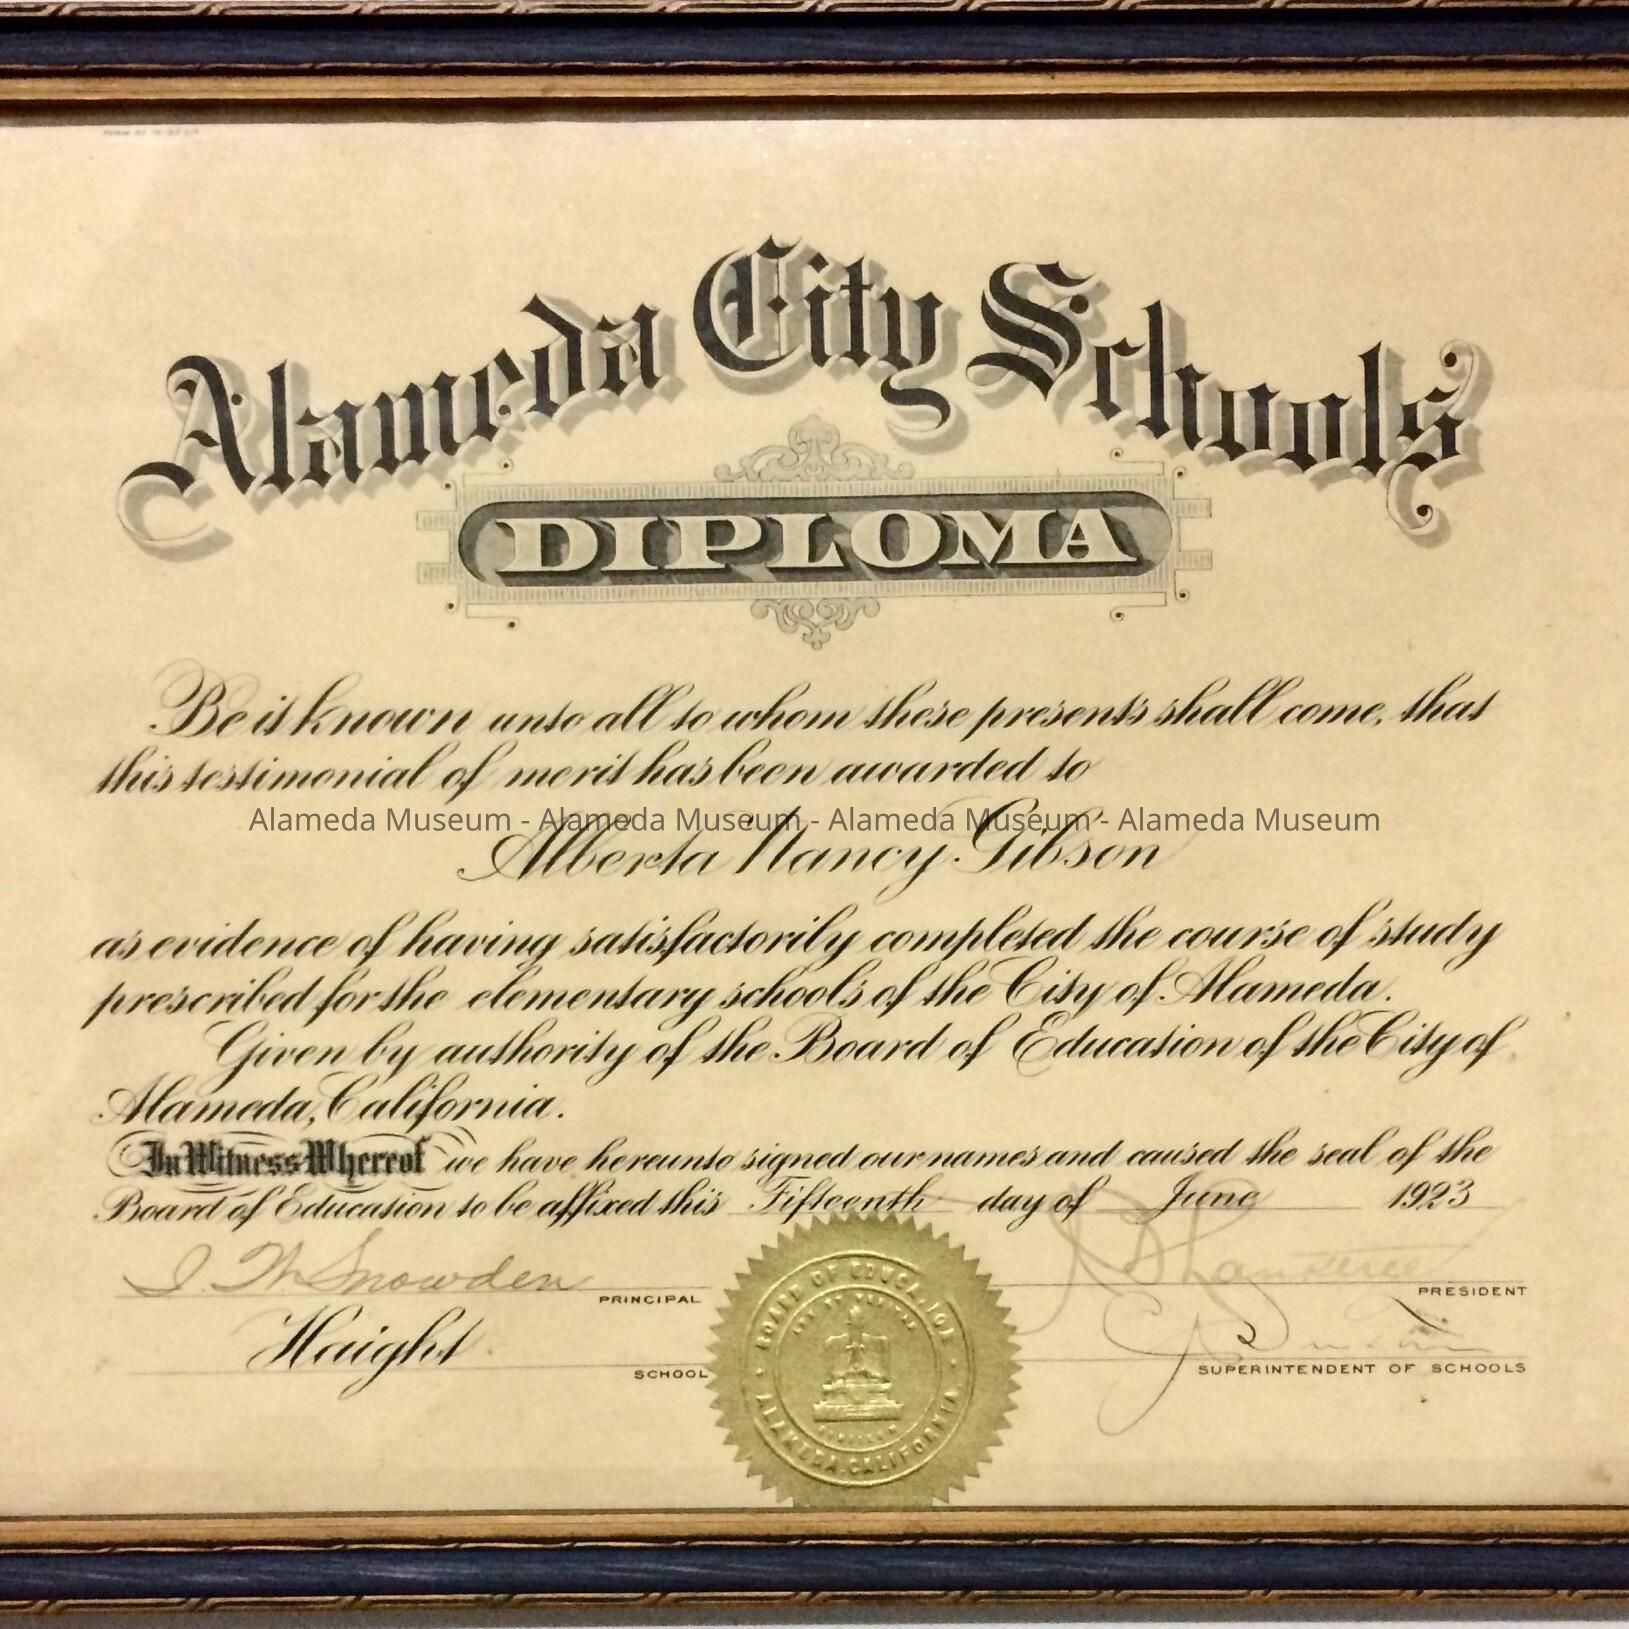 Alameda City Schools
DIPLOMA
Be it known unto all to whom these presents shall come, that
this testimonial of merit has been awarded to
Alameda Museum - Alameda Museum - Alameda Museum - Alameda Museum
Alberta Nancy Gibson
as evidence of having satisfactorily completed the course of study
prescribed for the elementary schools of the City of Alameda.
Given by authority of the Board of Education of the City of
Alameda, California.
In Witness Whereof we have hereunto signed our names and caused the seal of the
Board of Education to be affixed this Fifteenth day of June 1923
Snowden
PRINCIPAL
PRESIDENT
Haight
SCHOOL
SUPERINTENDENT OF SCHOOLS
BOARD OF EDUCATION
ALAMEDA, CALIFORNIA